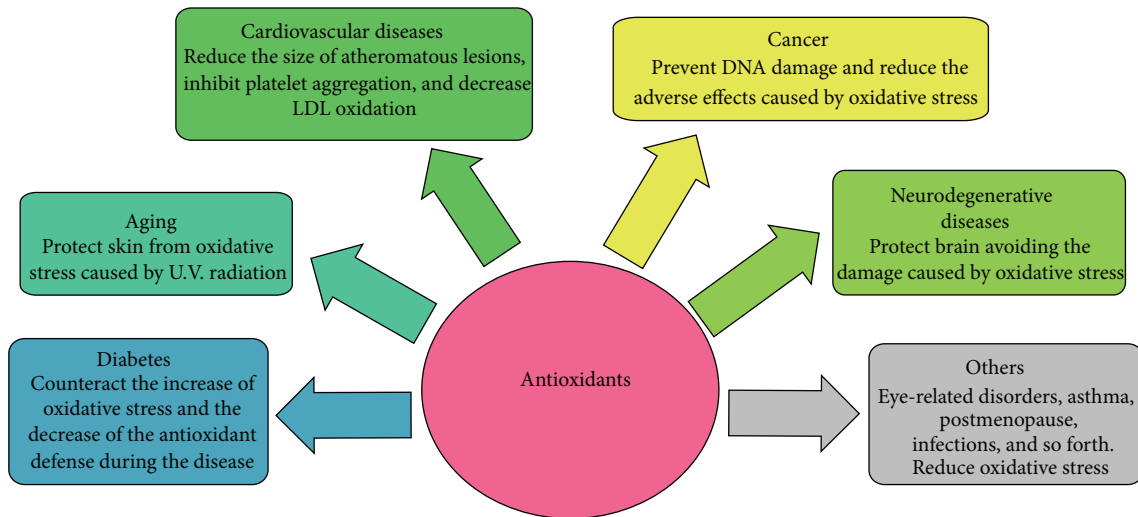 Cardiovascular diseases
Reduce the size of atheromatous lesions,
inhibit platelet aggregation, and decrease
LDL oxidation
Cancer
Prevent DNA damage and reduce the
adverse effects caused by oxidative stress
Aging
Protect skin from oxidative
stress caused by U.V. radiation
Neurodegenerative
diseases
Protect brain avoiding the
damage caused by oxidative stress
Diabetes
Counteract the increase of
oxidative stress and the
decrease of the antioxidant
defense during the disease
Antioxidants
Others
Eye-related disorders, asthma,
postmenopause,
infections, and so forth.
Reduce oxidative stress